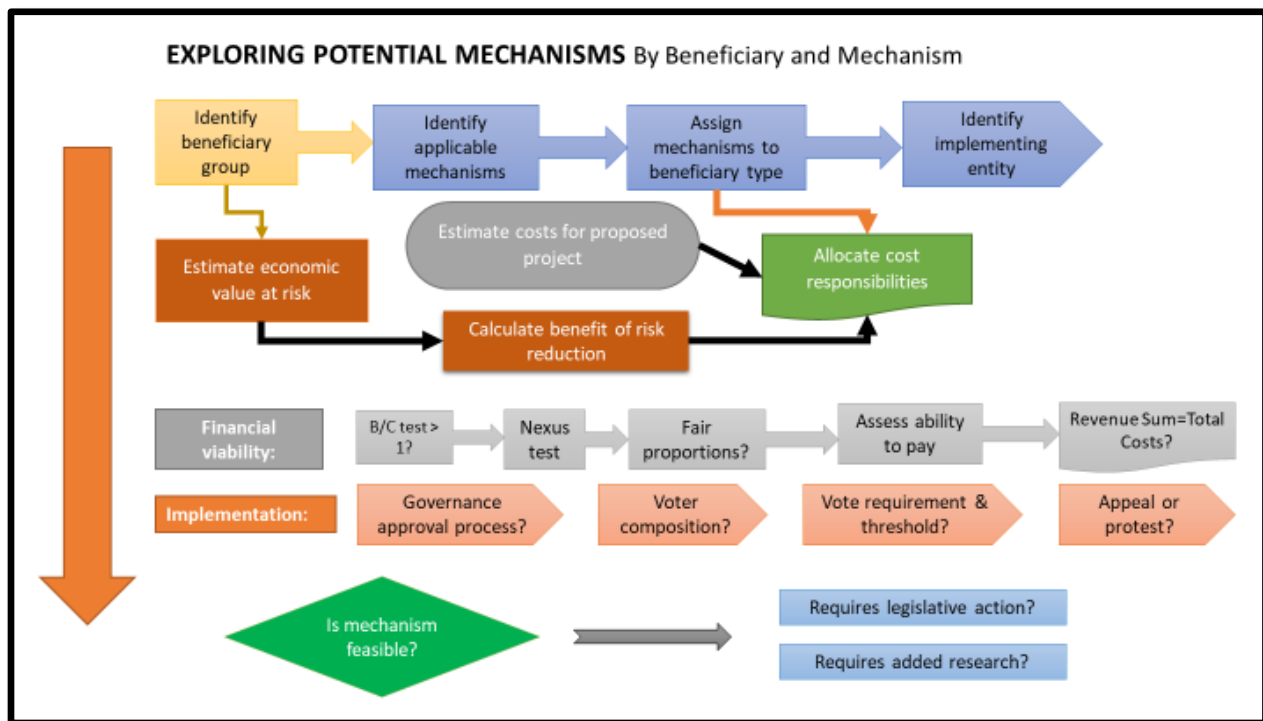 EXPLORING POTENTIAL MECHANISMS By Beneficiary and Mechanism
Identify
beneficiary
group
Identify
applicable
mechanisms
Assign
mechanisms to
beneficiary type
Identify
implementing
entity
Estimate costs for proposed
project
Estimate economic
value at risk
Allocate cost
responsibilities
Calculate benefit of risk
reduction
Financial
viability:
B/C test >
1?
Nexus
test
Fair
proportions?
Assess ability
to pay
Revenue Sum=Total
Costs?
Implementation:
Governance
approval process?
Voter
composition?
Vote requirement &
threshold?
Appeal or
protest?
Is mechanism
feasible?
Requires legislative action?
Requires added research?